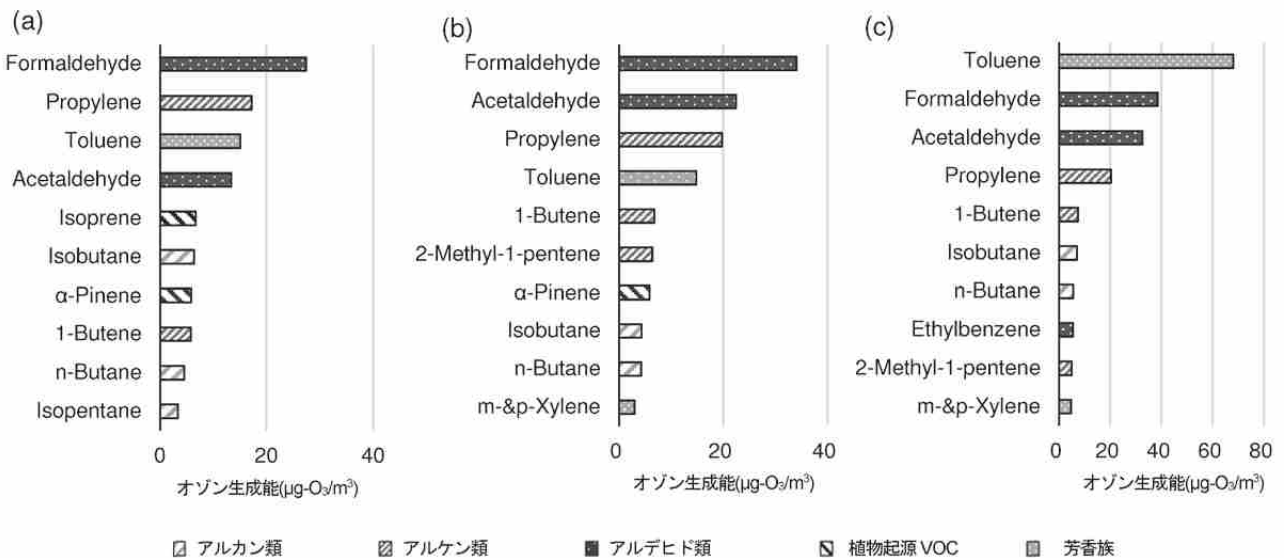 (a)
Formaldehyde
Propylene
Toluene
Acetaldehyde
Isoprene
Isobutane
α-Pinene
1-Butene
n-Butane
Isopentane
0 20 40
オゾン生成能(μg-O₃/m³)
(b)
Formaldehyde
Acetaldehyde
Propylene
Toluene
1-Butene
2-Methyl-1-pentene
α-Pinene
Isobutane
n-Butane
m-&p-Xylene
0 20 40
オゾン生成能(μg-O₃/m³)
(c)
Toluene
Formaldehyde
Acetaldehyde
Propylene
1-Butene
Isobutane
n-Butane
Ethylbenzene
2-Methyl-1-pentene
m-&p-Xylene
0 20 40 60 80
オゾン生成能(μg-O₃/m³)
アルカン類 アルケン類 アルデヒド類 植物起源 VOC 芳香族